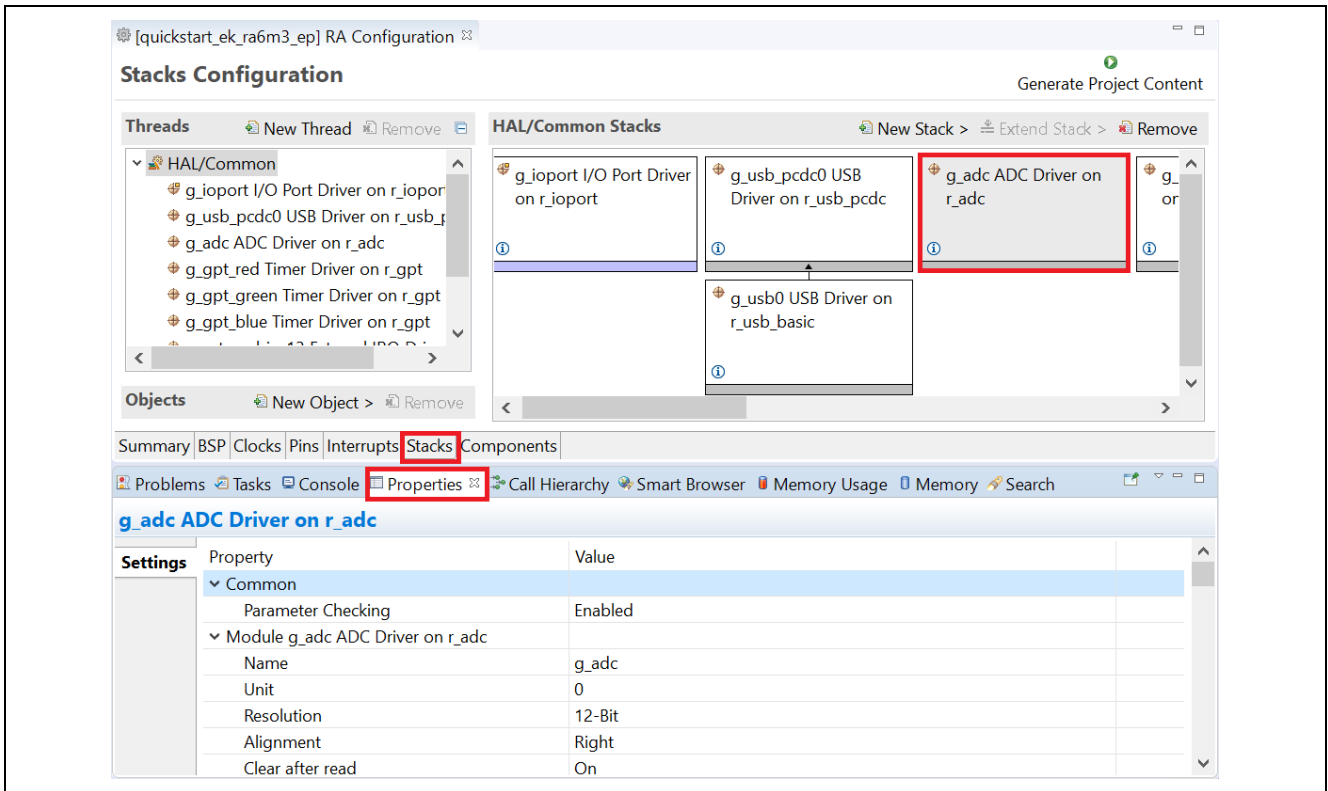 [quickstart_ek_ra6m3_ep] RA Configuration
Stacks Configuration
Generate Project Content
Threads
New Thread
Remove
HAL/Common Stacks
New Stack >
Extend Stack >
Remove
HAL/Common
g_ioport I/O Port Driver on r_iopor
g_usb_pcdc0 USB Driver on r_usb_p
g_adc ADC Driver on r_adc
g_gpt_red Timer Driver on r_gpt
g_gpt_green Timer Driver on r_gpt
g_gpt_blue Timer Driver on r_gpt
g_ioport I/O Port Driver
on r_ioport
g_usb_pcdc0 USB
Driver on r_usb_pcdc
g_adc ADC Driver on
r_adc
g_
or
g_usb0 USB Driver on
r_usb_basic
Objects
New Object >
Remove
Summary BSP Clocks Pins Interrupts Stacks Components
Problems Tasks Console Properties Call Hierarchy Smart Browser Memory Usage Memory Search
g_adc ADC Driver on r_adc
Settings
Property Value
Common
Parameter Checking Enabled
Module g_adc ADC Driver on r_adc
Name g_adc
Unit 0
Resolution 12-Bit
Alignment Right
Clear after read On